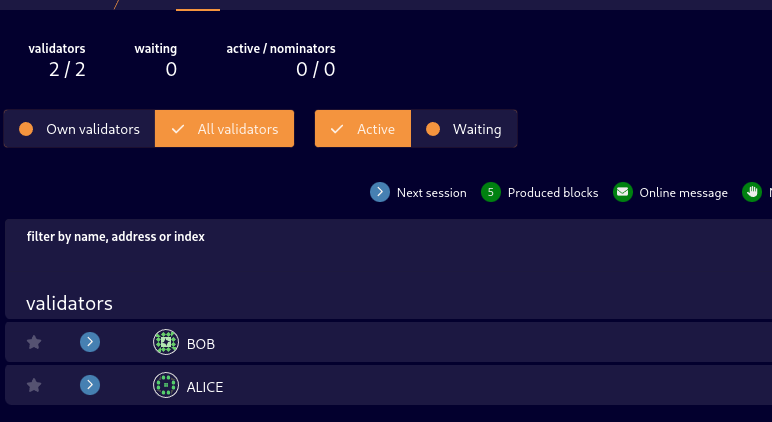 validators waiting active / nominators
2 / 2 0 0 / 0
Own validators All validators Active Waiting
Next session 5 Produced blocks Online message
filter by name, address or index
validators
BOB
ALICE